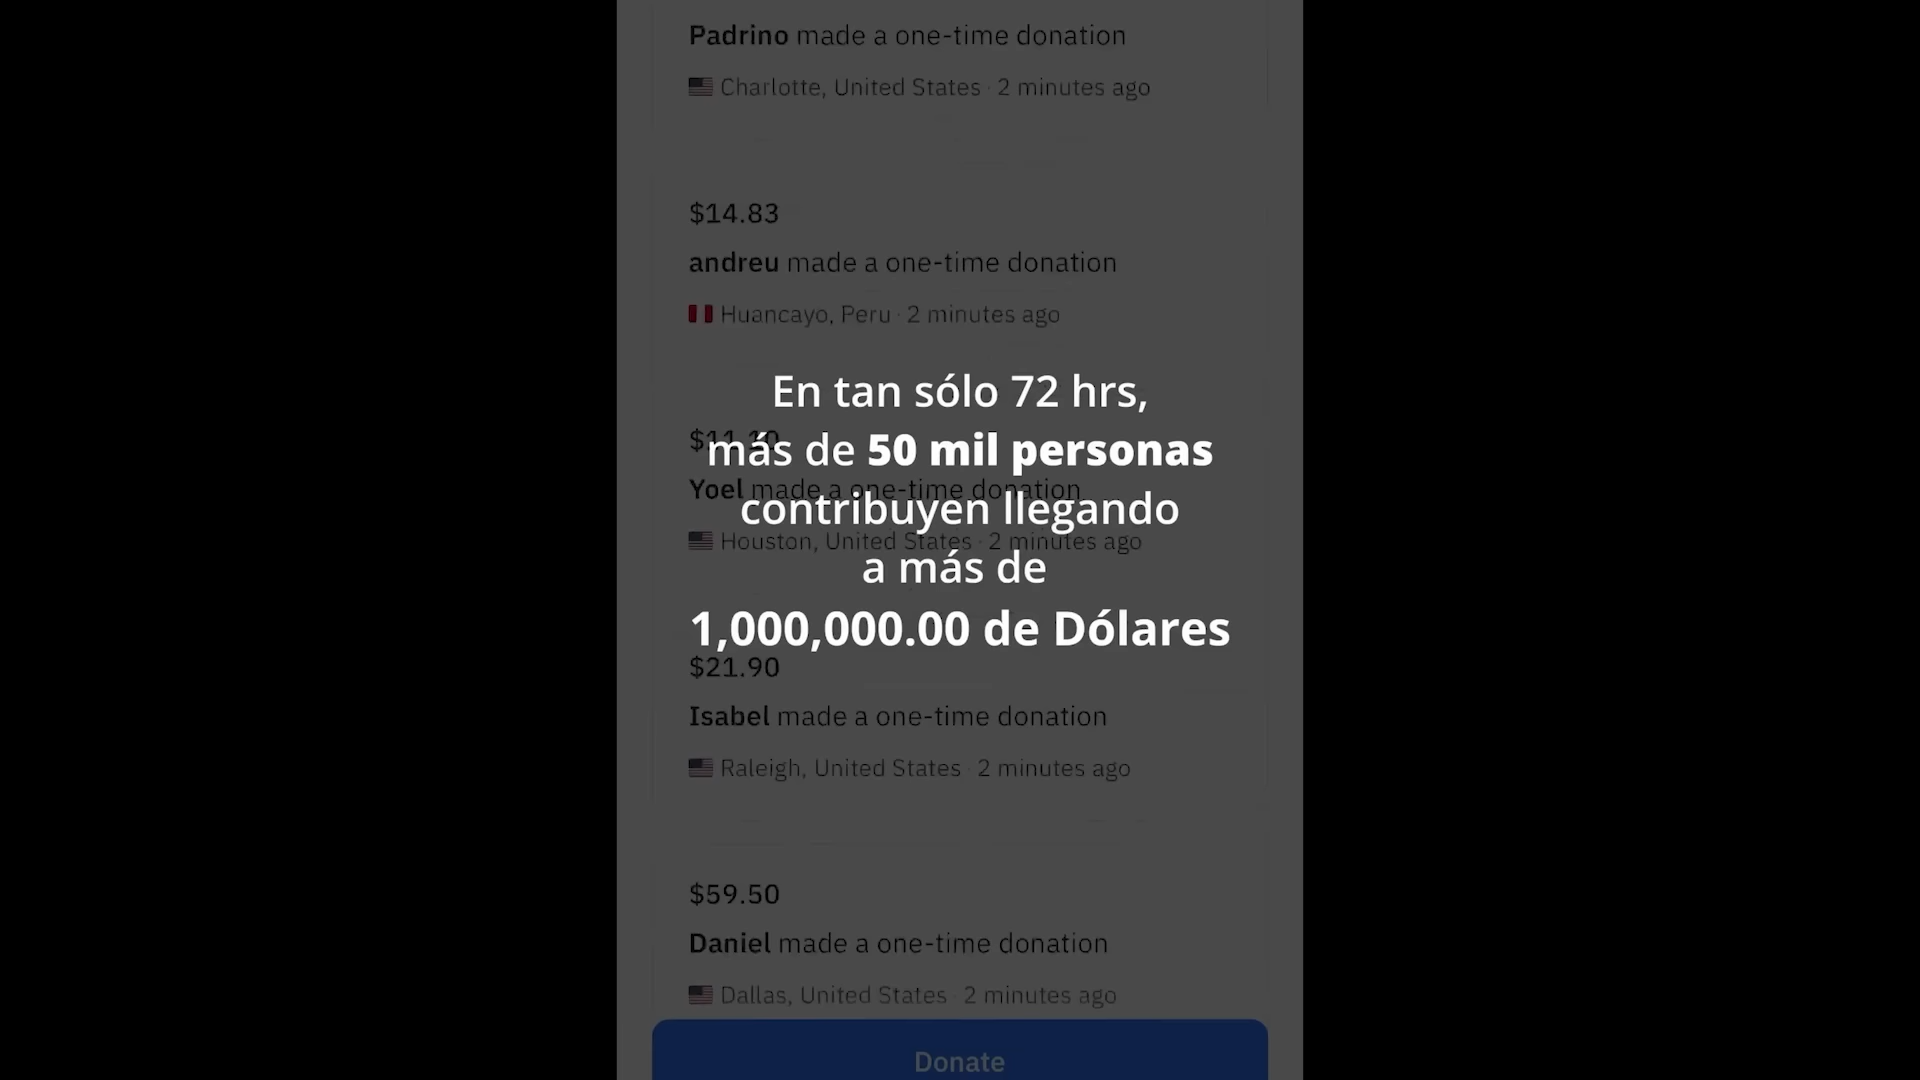 Padrino made a one-time donation
Charlotte, United States · 2 minutes ago
$14.83
andreu made a one-time donation
Huancayo, Peru · 2 minutes ago
En tan sólo 72 hrs,
más de 50 mil personas
contribuyen llegando
a más de
1,000,000.00 de Dólares
$11.10
Yoel made a one-time donation
Houston, United States · 2 minutes ago
$21.90
Isabel made a one-time donation
Raleigh, United States · 2 minutes ago
$59.50
Daniel made a one-time donation
Dallas, United States · 2 minutes ago
Donate